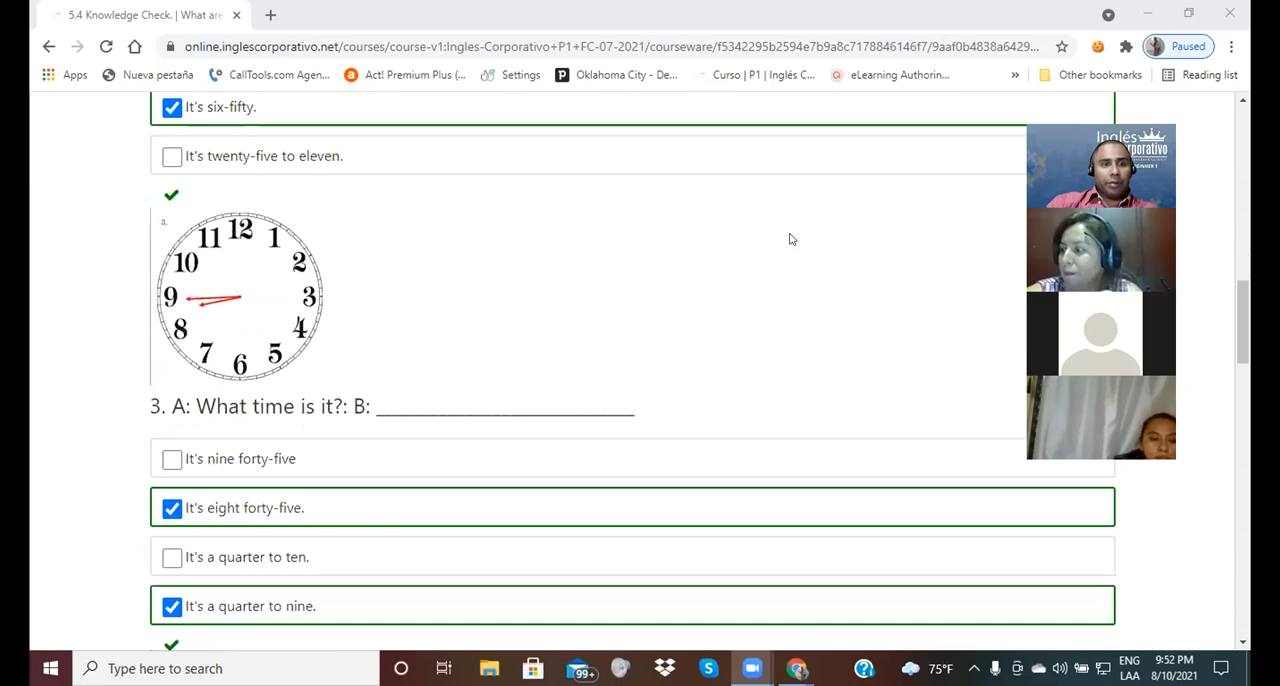 5.4 Knowledge Check. | What are
online.inglescorporativo.net/courses/course-v1:Ingles-Corporativo+P1+FC-07-2021/courseware/f5342295b2594e7b9a8c7178846146f7/9aaf0b4838a6429...
Paused
Apps
Nueva pestaña
CallTools.com Agen...
Act! Premium Plus (...
Settings
Oklahoma City - De...
Curso | P1 | Inglés C...
eLearning Authorin...
»
Other bookmarks
Reading list
It's six-fifty.
It's twenty-five to eleven.
Inglés
rporativo
3.
12
11 1
10 2
9 3
8 4
7 5
6
3. A: What time is it?: B: ____________________________
It's nine forty-five
It's eight forty-five.
It's a quarter to ten.
It's a quarter to nine.
Type here to search
99+
75°F
ENG
LAA
9:52 PM
8/10/2021